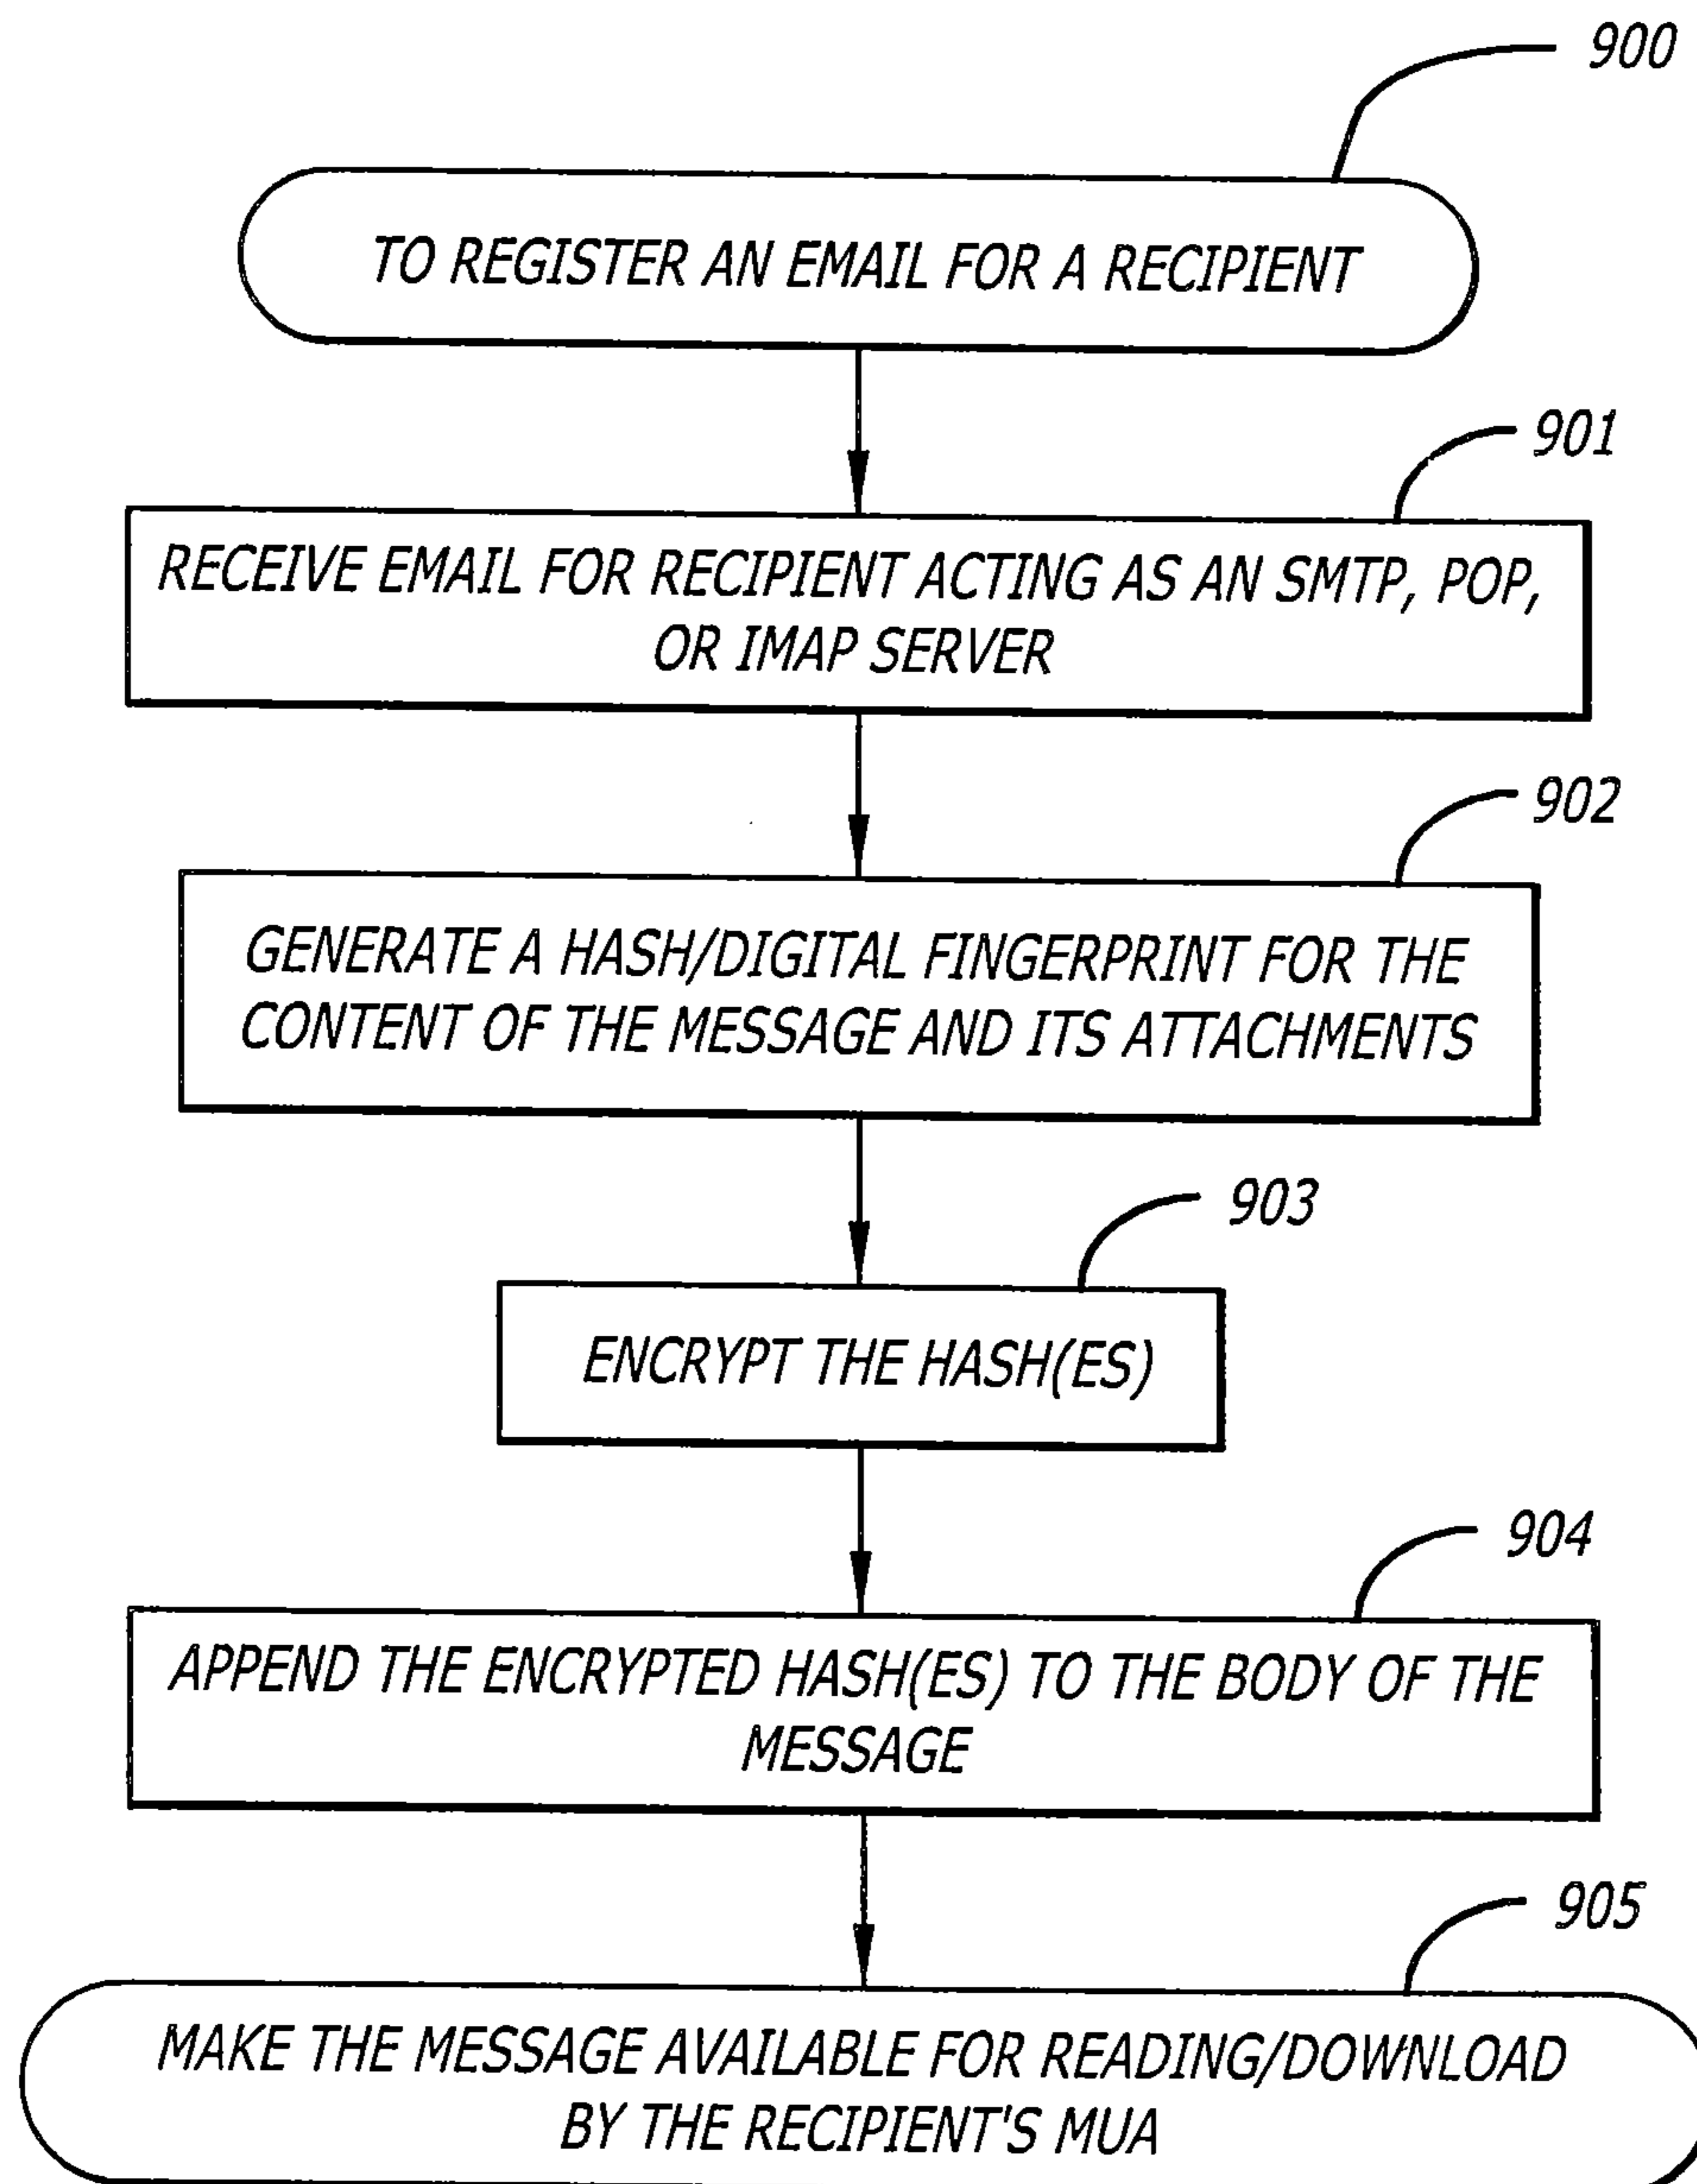 900
TO REGISTER AN EMAIL FOR A RECIPIENT
901
RECEIVE EMAIL FOR RECIPIENT ACTING AS AN SMTP, POP,
OR IMAP SERVER
902
GENERATE A HASH/DIGITAL FINGERPRINT FOR THE
CONTENT OF THE MESSAGE AND ITS ATTACHMENTS
903
ENCRYPT THE HASH(ES)
904
APPEND THE ENCRYPTED HASH(ES) TO THE BODY OF THE
MESSAGE
905
MAKE THE MESSAGE AVAILABLE FOR READING/DOWNLOAD
BY THE RECIPIENT'S MUA